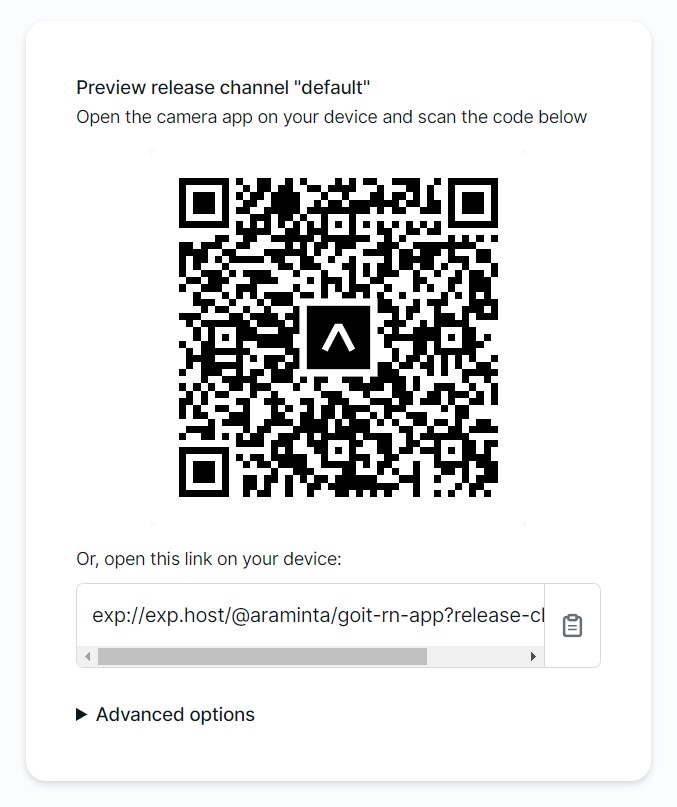 Preview release channel "default"
Open the camera app on your device and scan the code below
Or, open this link on your device:
exp://exp.host/@araminta/goit-rn-app?release-cl
Advanced options